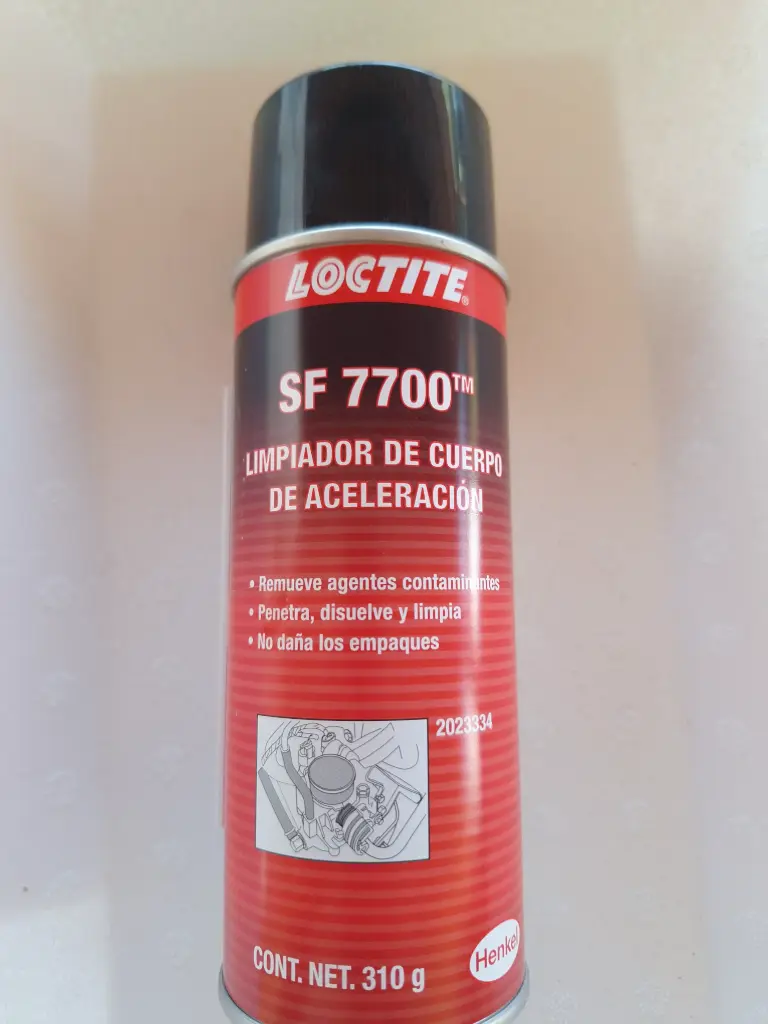 LOCTITE®
SF 7700™
LIMPIADOR DE CUERPO
DE ACELERACIÓN
• Remueve agentes contaminantes
• Penetra, disuelve y limpia
• No daña los empaques
2023334
CONT. NET. 310 g
Henkel